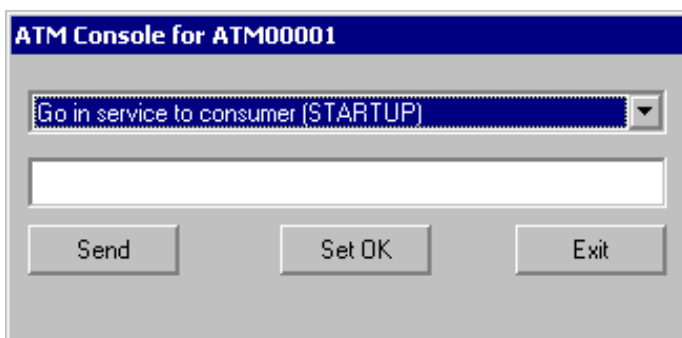 ATM Console for ATM00001
Go in service to consumer (STARTUP)
Send Set OK Exit